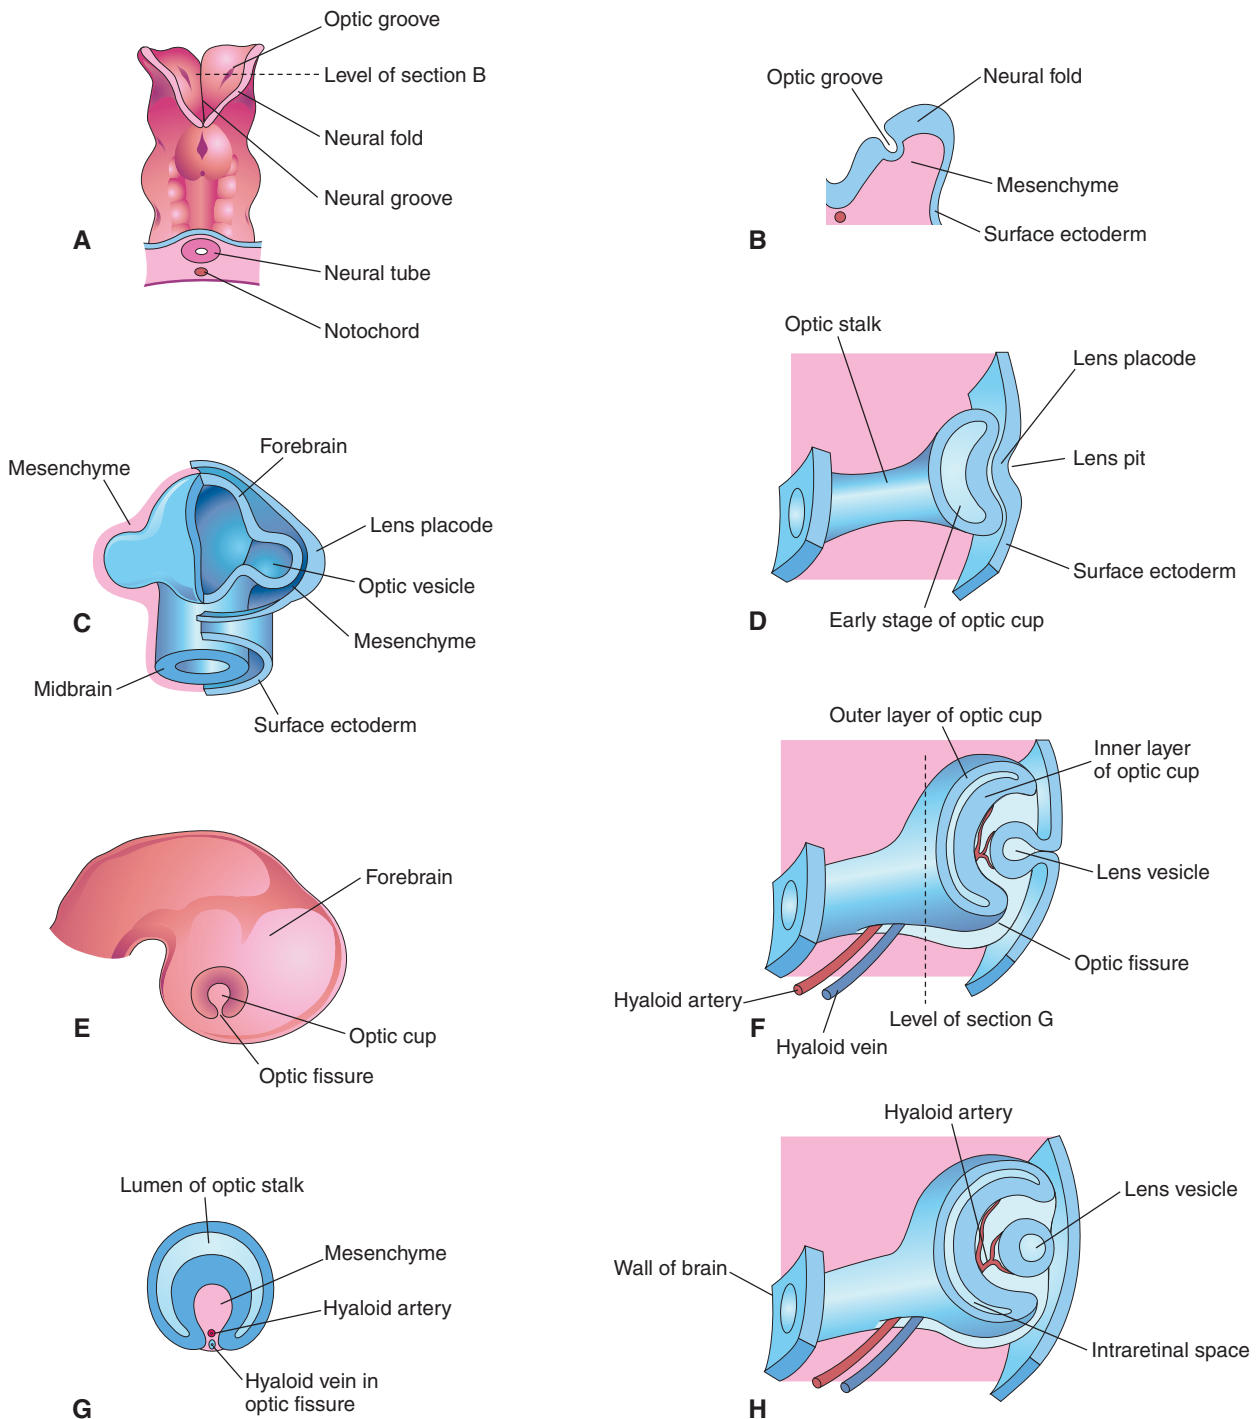 Optic groove
Level of section B
Neural fold
Neural groove
A
Neural tube
Notochord
Optic groove
Neural fold
Mesenchyme
B
Surface ectoderm
Mesenchyme
Forebrain
Lens placode
Optic vesicle
C
Mesenchyme
Midbrain
Surface ectoderm
Optic stalk
Lens placode
Lens pit
Surface ectoderm
D
Early stage of optic cup
Forebrain
E
Optic cup
Optic fissure
Outer layer of optic cup
Inner layer
of optic cup
Lens vesicle
Optic fissure
Hyaloid artery
Level of section G
F
Hyaloid vein
Lumen of optic stalk
Mesenchyme
Hyaloid artery
Hyaloid vein in
optic fissure
G
Hyaloid artery
Lens vesicle
Wall of brain
Intraretinal space
H